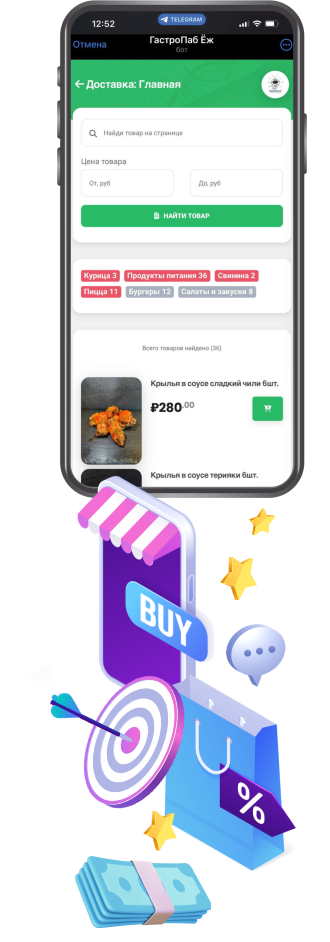 12:52
TELEGRAM
Отмена
ГастроПаб Ёж
бот
Доставка: Главная
Найди товар на странице
Цена товара
От, руб
До, руб
НАЙТИ ТОВАР
Курица 3 Продукты питания 36 Свинина 2
Пицца 11 Бургеры 12 Салаты и закуски 8
Всего товаров найдено (36)
Крылья в соусе сладкий чили 6шт.
₽280.00
Крылья в соусе терияки 6шт.
BUY
%